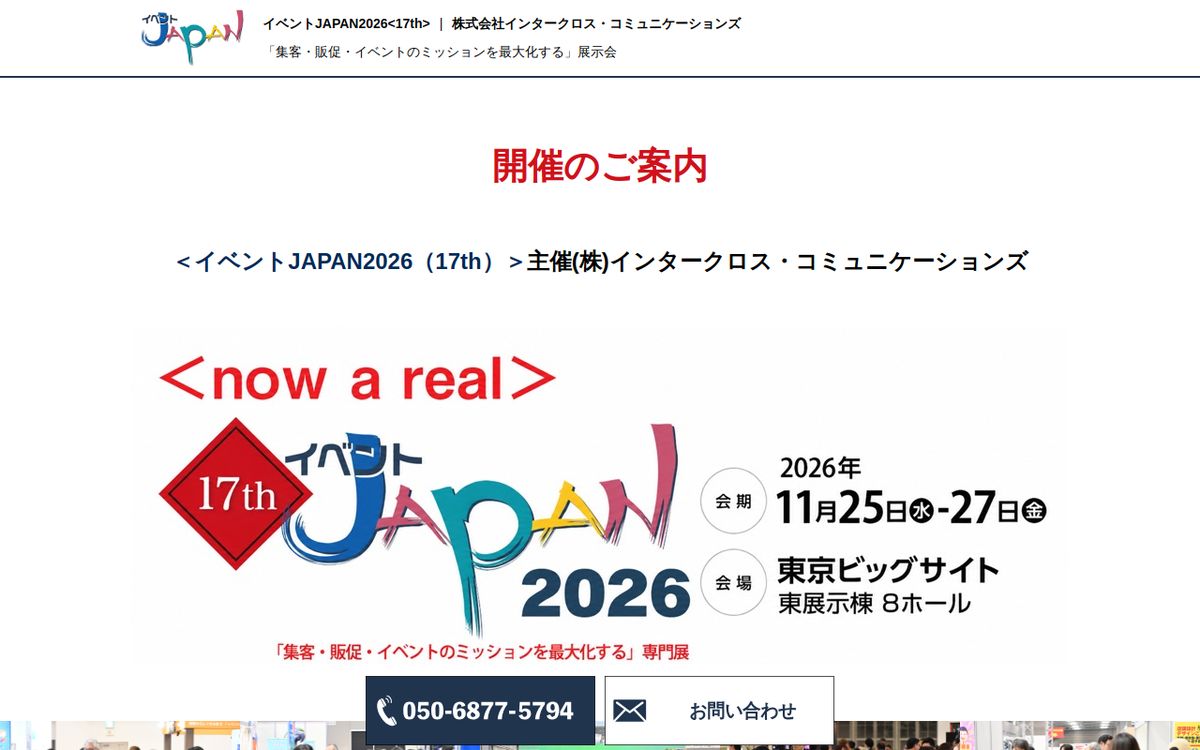 イベント
JAPAN
イベントJAPAN2026<17th> | 株式会社インタークロス・コミュニケーションズ
「集客・販促・イベントのミッションを最大化する」展示会
開催のご案内
＜イベントJAPAN2026（17th）＞主催(株)インタークロス・コミュニケーションズ
＜now a real＞
17th
イベント
JAPAN
2026
会期
2026年
11月25日水-27日金
会場
東京ビッグサイト
東展示棟 8ホール
「集客・販促・イベントのミッションを最大化する」専門展
050-6877-5794
お問い合わせ